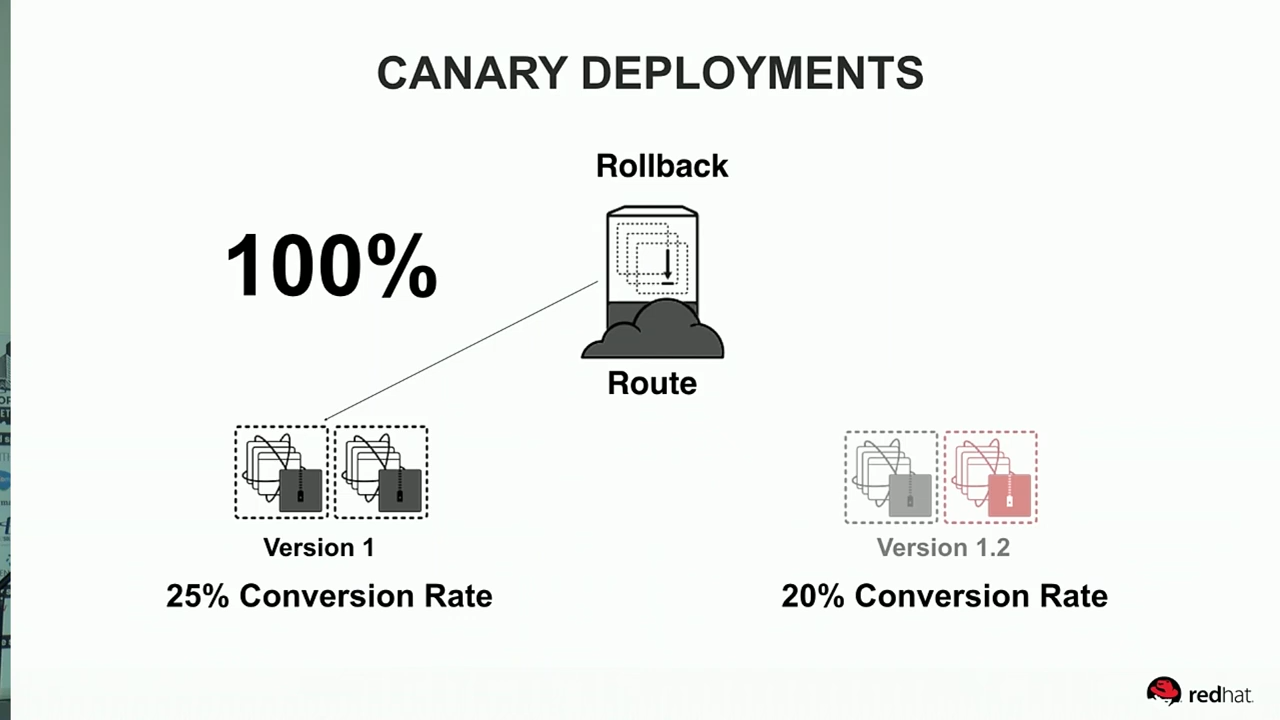 CANARY DEPLOYMENTS
Rollback
100%
Route
Version 1
Version 1.2
25% Conversion Rate
20% Conversion Rate
redhat.